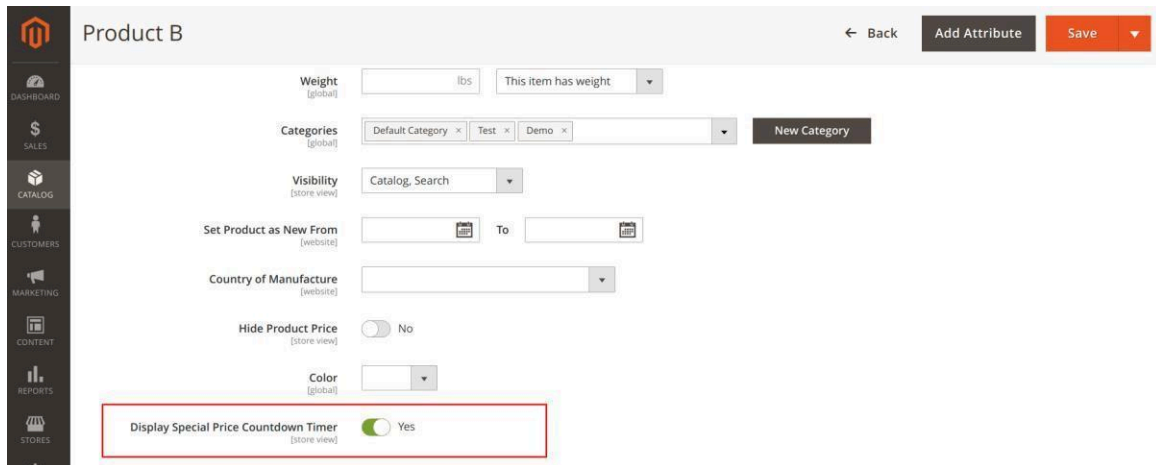 Product B
← Back
Add Attribute
Save
DASHBOARD
SALES
CATALOG
CUSTOMERS
MARKETING
CONTENT
REPORTS
STORES
Weight
[global]
lbs
This item has weight
Categories
[global]
Default Category ×
Test ×
Demo ×
New Category
Visibility
[store view]
Catalog, Search
Set Product as New From
[website]
To
Country of Manufacture
[website]
Hide Product Price
[store view]
No
Color
[global]
Display Special Price Countdown Timer
[store view]
Yes